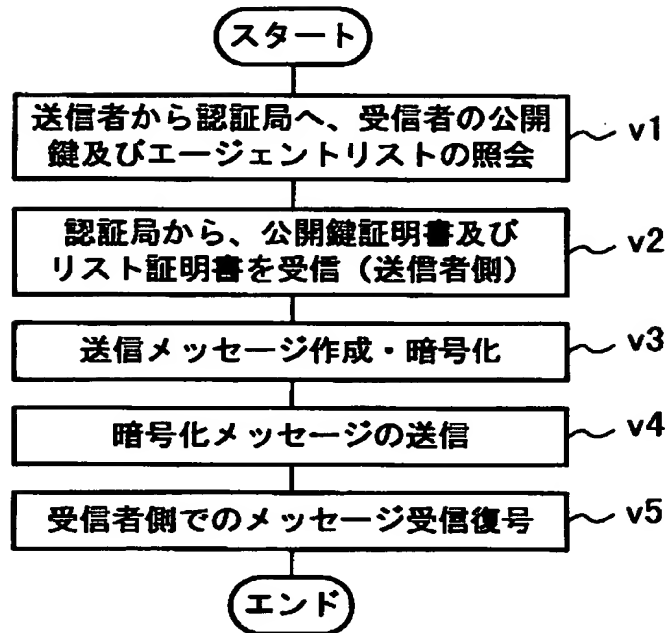 スタート
送信者から認証局へ、受信者の公開
鍵及びエージェントリストの照会
v1
認証局から、公開鍵証明書及び
リスト証明書を受信（送信者側）
v2
送信メッセージ作成・暗号化
v3
暗号化メッセージの送信
v4
受信者側でのメッセージ受信復号
v5
エンド